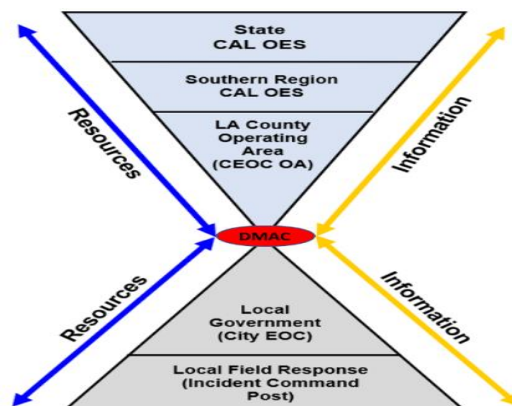 State
CAL OES
Southern Region
CAL OES
LA County
Operating
Area
(CEOC OA)
Resources
Information
DMAC
Resources
Information
Local
Government
(City EOC)
Local Field Response
(Incident Command
Post)